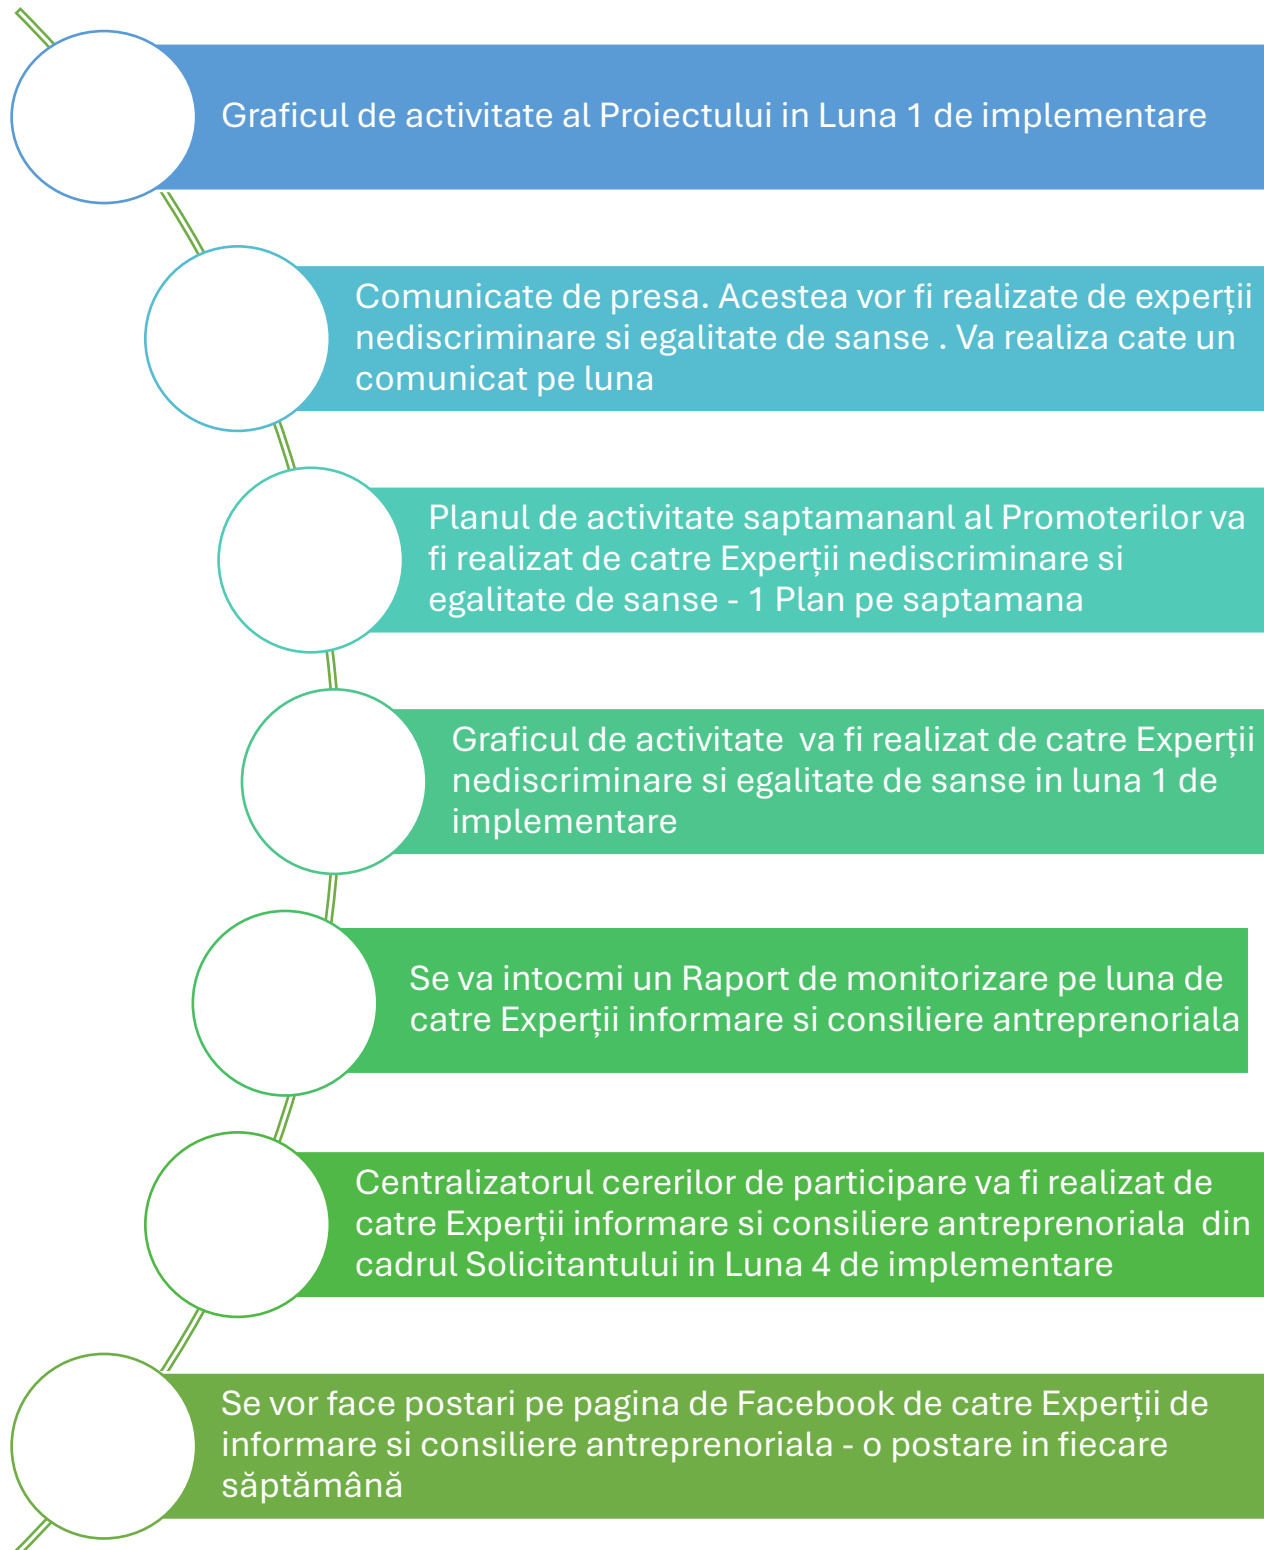 Graficul de activitate al Proiectului in Luna 1 de implementare
Comunicate de presa. Acestea vor fi realizate de experții
nediscriminare si egalitate de sanse . Va realiza cate un
comunicat pe luna
Planul de activitate saptamananl al Promoterilor va
fi realizat de catre Experții nediscriminare si
egalitate de sanse - 1 Plan pe saptamana
Graficul de activitate  va fi realizat de catre Experții
nediscriminare si egalitate de sanse in luna 1 de
implementare
Se va intocmi un Raport de monitorizare pe luna de
catre Experții informare si consiliere antreprenoriala
Centralizatorul cererilor de participare va fi realizat de
catre Experții informare si consiliere antreprenoriala  din
cadrul Solicitantului in Luna 4 de implementare
Se vor face postari pe pagina de Facebook de catre Experții de
informare si consiliere antreprenoriala - o postare in fiecare
săptămână